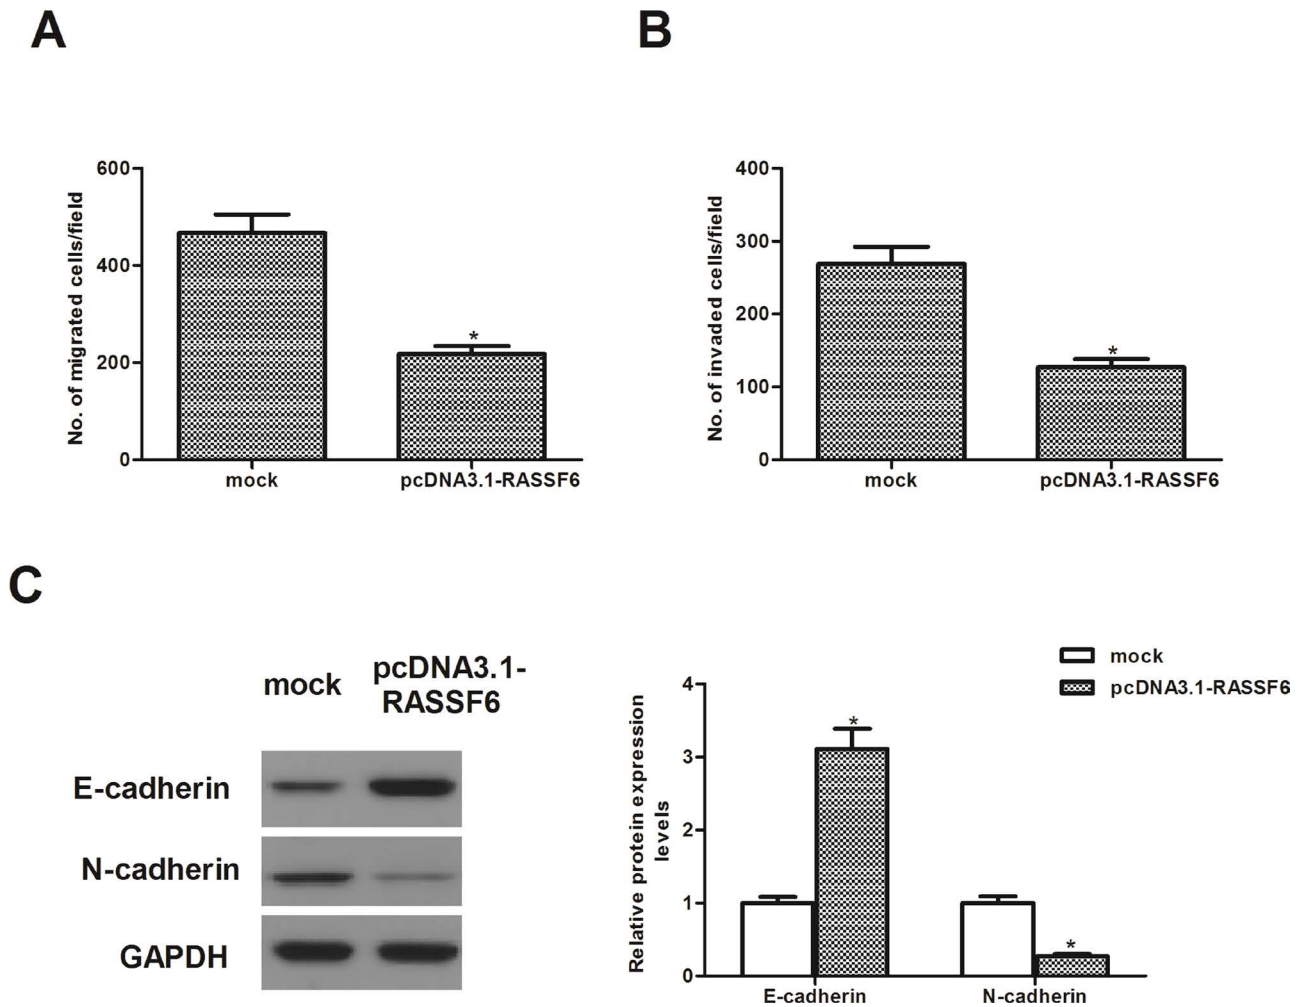 A
B
600
400
200
0
No. of migrated cells/field
*
mock
pcDNA3.1-RASSF6
400
300
200
100
0
No. of invaded cells/field
*
mock
pcDNA3.1-RASSF6
C
mock
pcDNA3.1-
RASSF6
E-cadherin
N-cadherin
GAPDH
mock
pcDNA3.1-RASSF6
4
3
2
1
0
Relative protein expression
levels
*
*
E-cadherin
N-cadherin